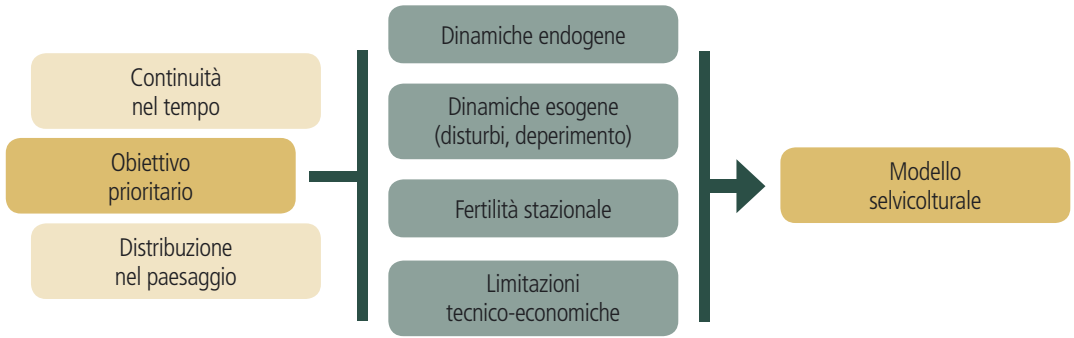 Continuità
nel tempo
Obiettivo
prioritario
Distribuzione
nel paesaggio
Dinamiche endogene
Dinamiche esogene
(disturbi, deperimento)
Fertilità stazionale
Limitazioni
tecnico-economiche
Modello
selvicolturale